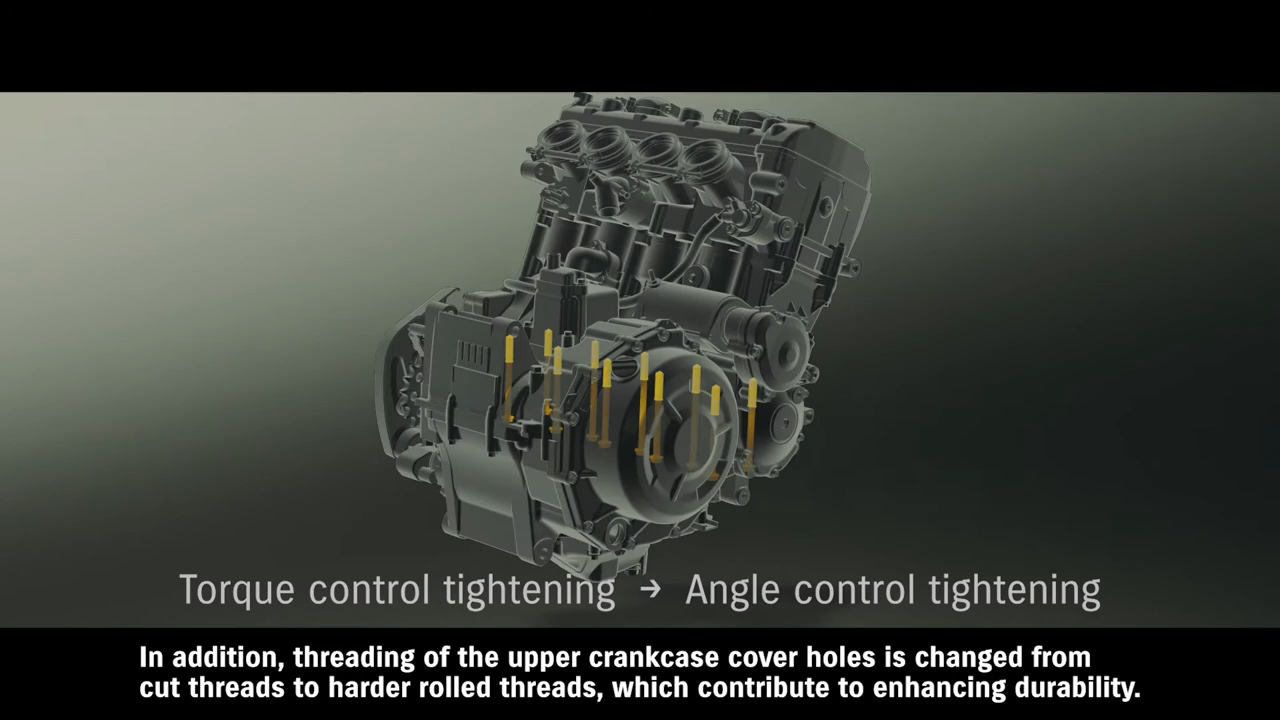 Torque control tightening → Angle control tightening
In addition, threading of the upper crankcase cover holes is changed from
cut threads to harder rolled threads, which contribute to enhancing durability.